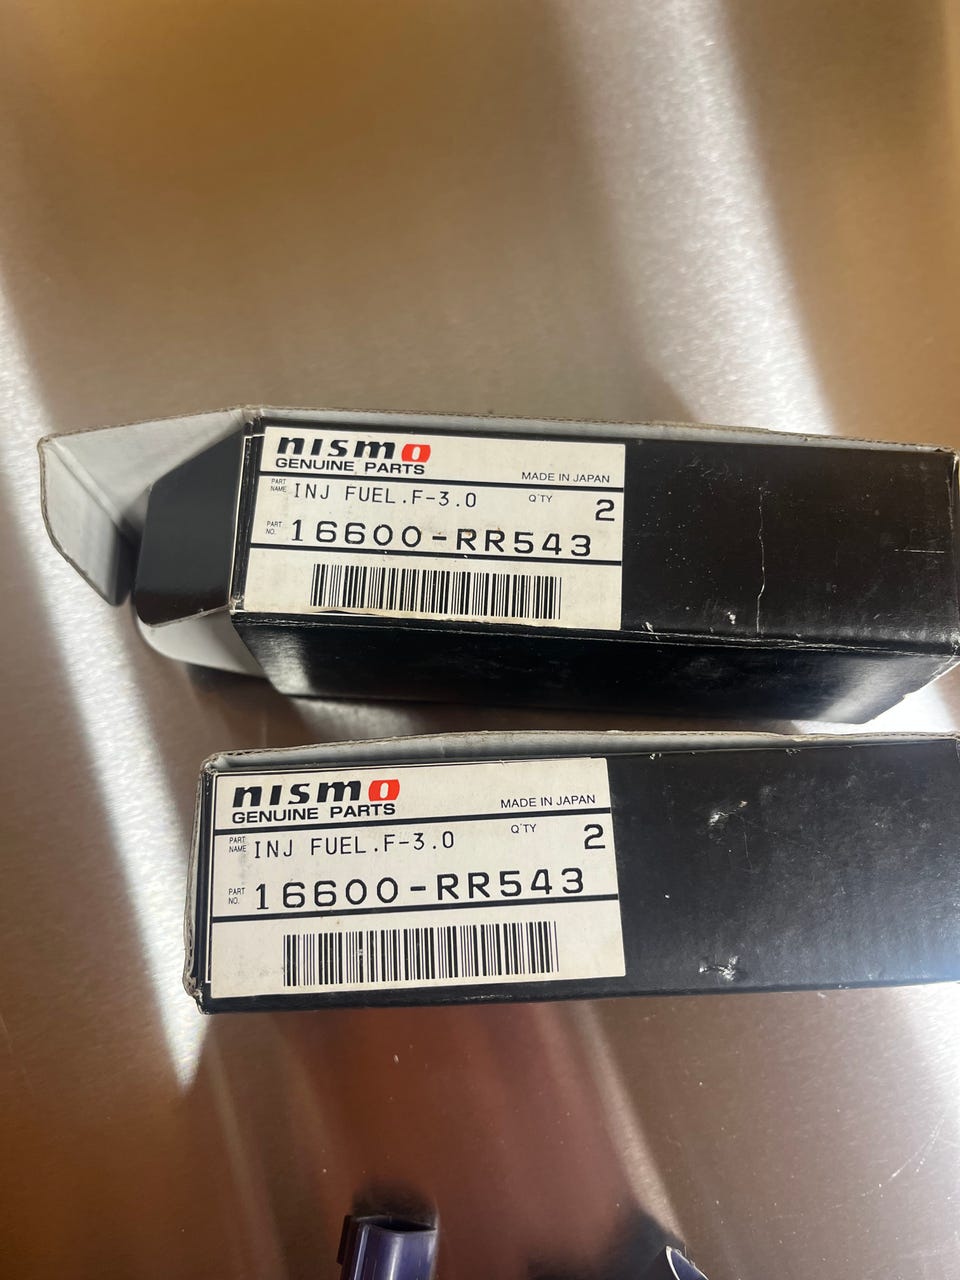 nismo
GENUINE PARTS
MADE IN JAPAN
PART NAME INJ FUEL.F-3.0 Q'TY 2
PART NO. 16600-RR543
nismo
GENUINE PARTS
MADE IN JAPAN
PART NAME INJ FUEL.F-3.0 Q'TY 2
PART NO. 16600-RR543